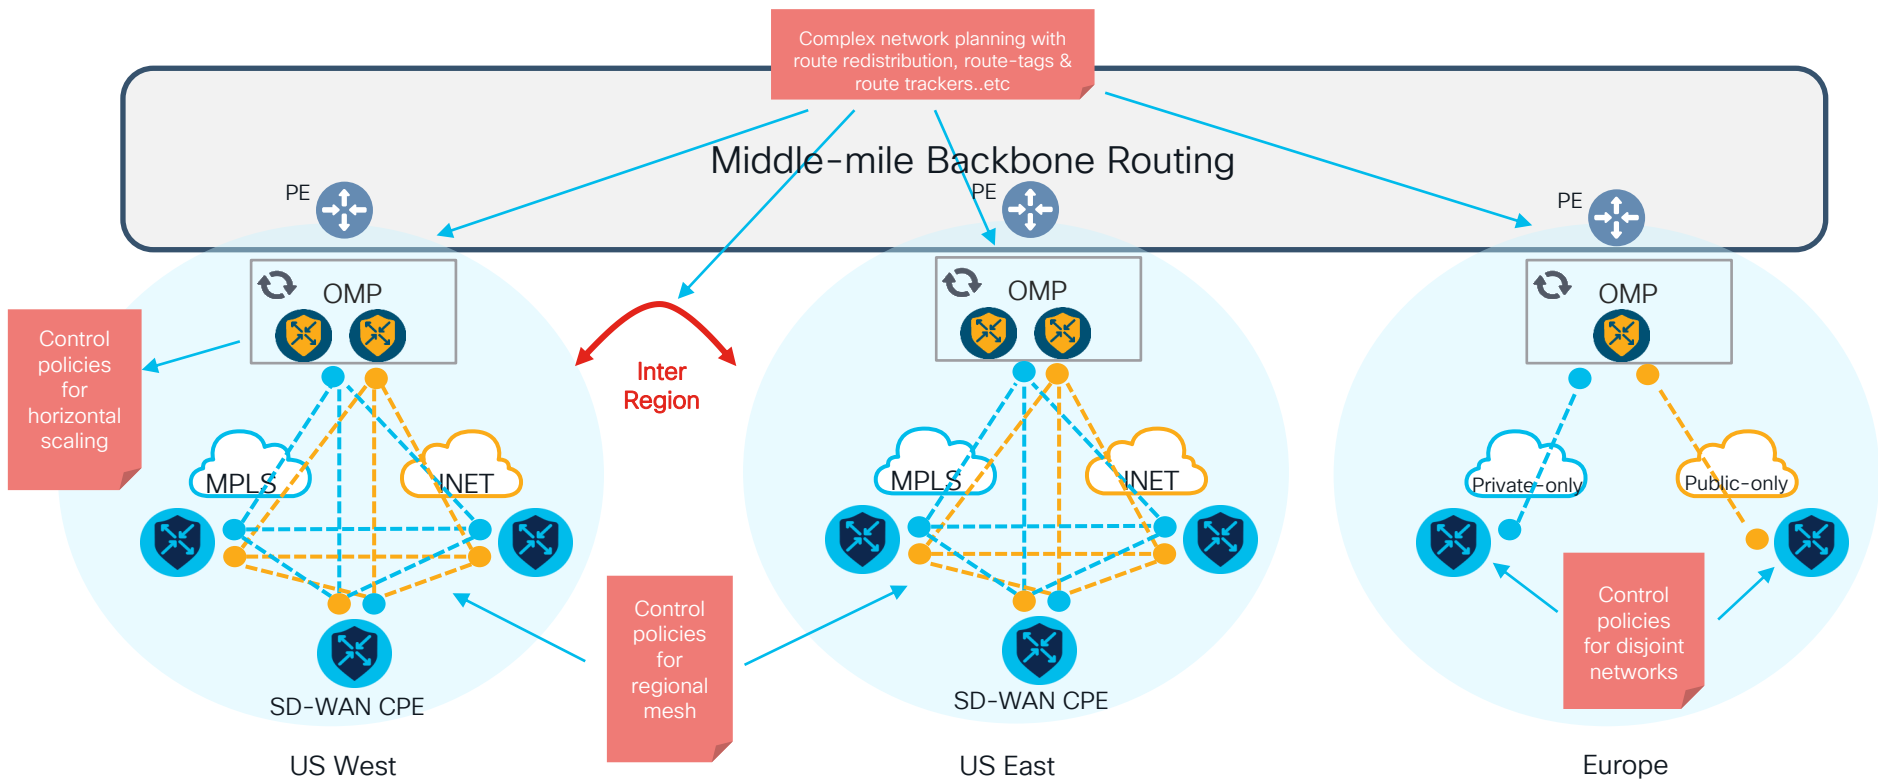 Complex network planning with
route redistribution, route-tags &
route trackers..etc
Middle-mile Backbone Routing
PE
PE
PE
OMP
OMP
OMP
Control
policies
for
horizontal
scaling
Inter
Region
MPLS
INET
MPLS
INET
Private-only
Public-only
Control
policies
for
regional
mesh
Control
policies
for disjoint
networks
SD-WAN CPE
SD-WAN CPE
US West
US East
Europe